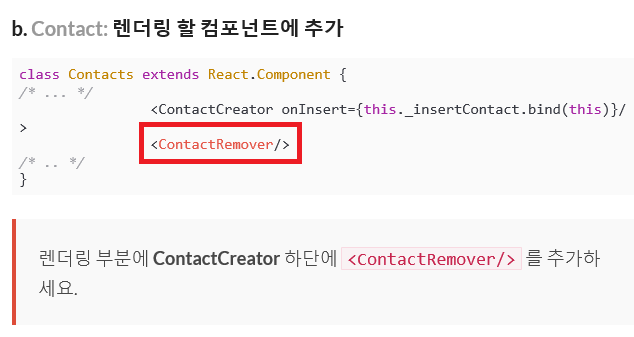 b. Contact: 렌더링 할 컴포넌트에 추가
class Contacts extends React.Component {
/* ... */
<ContactCreator onInsert={this._insertContact.bind(this)}/
>
<ContactRemover/>
/* .. */
}
렌더링 부분에 ContactCreator 하단에 <ContactRemover/> 를 추가하
세요.